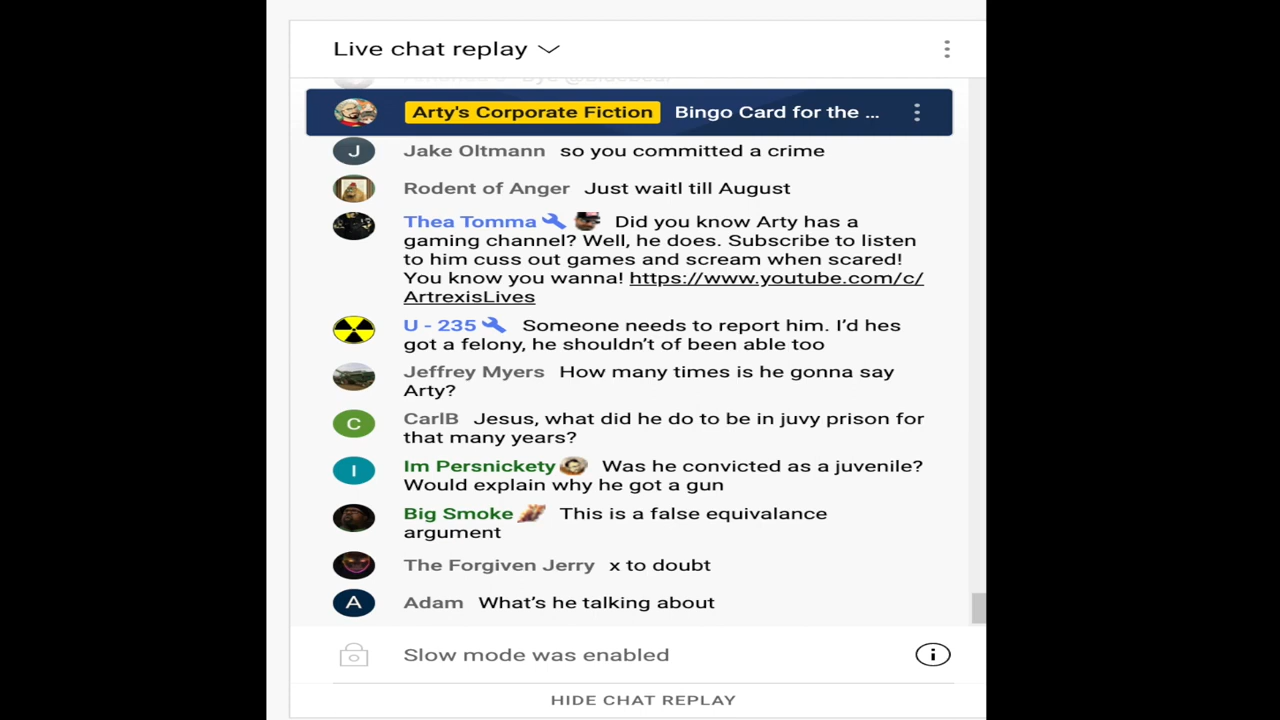 Live chat replay
Arty's Corporate Fiction Bingo Card for the ...
J Jake Oltmann so you committed a crime
Rodent of Anger Just waitl till August
Thea Tomma Did you know Arty has a
gaming channel? Well, he does. Subscribe to listen
to him cuss out games and scream when scared!
You know you wanna! https://www.youtube.com/c/
ArtrexisLives
U - 235 Someone needs to report him. I’d hes
got a felony, he shouldn’t of been able too
Jeffrey Myers How many times is he gonna say
Arty?
C CarlB Jesus, what did he do to be in juvy prison for
that many years?
I Im Persnickety Was he convicted as a juvenile?
Would explain why he got a gun
Big Smoke This is a false equivalance
argument
The Forgiven Jerry x to doubt
A Adam What’s he talking about
Slow mode was enabled
HIDE CHAT REPLAY